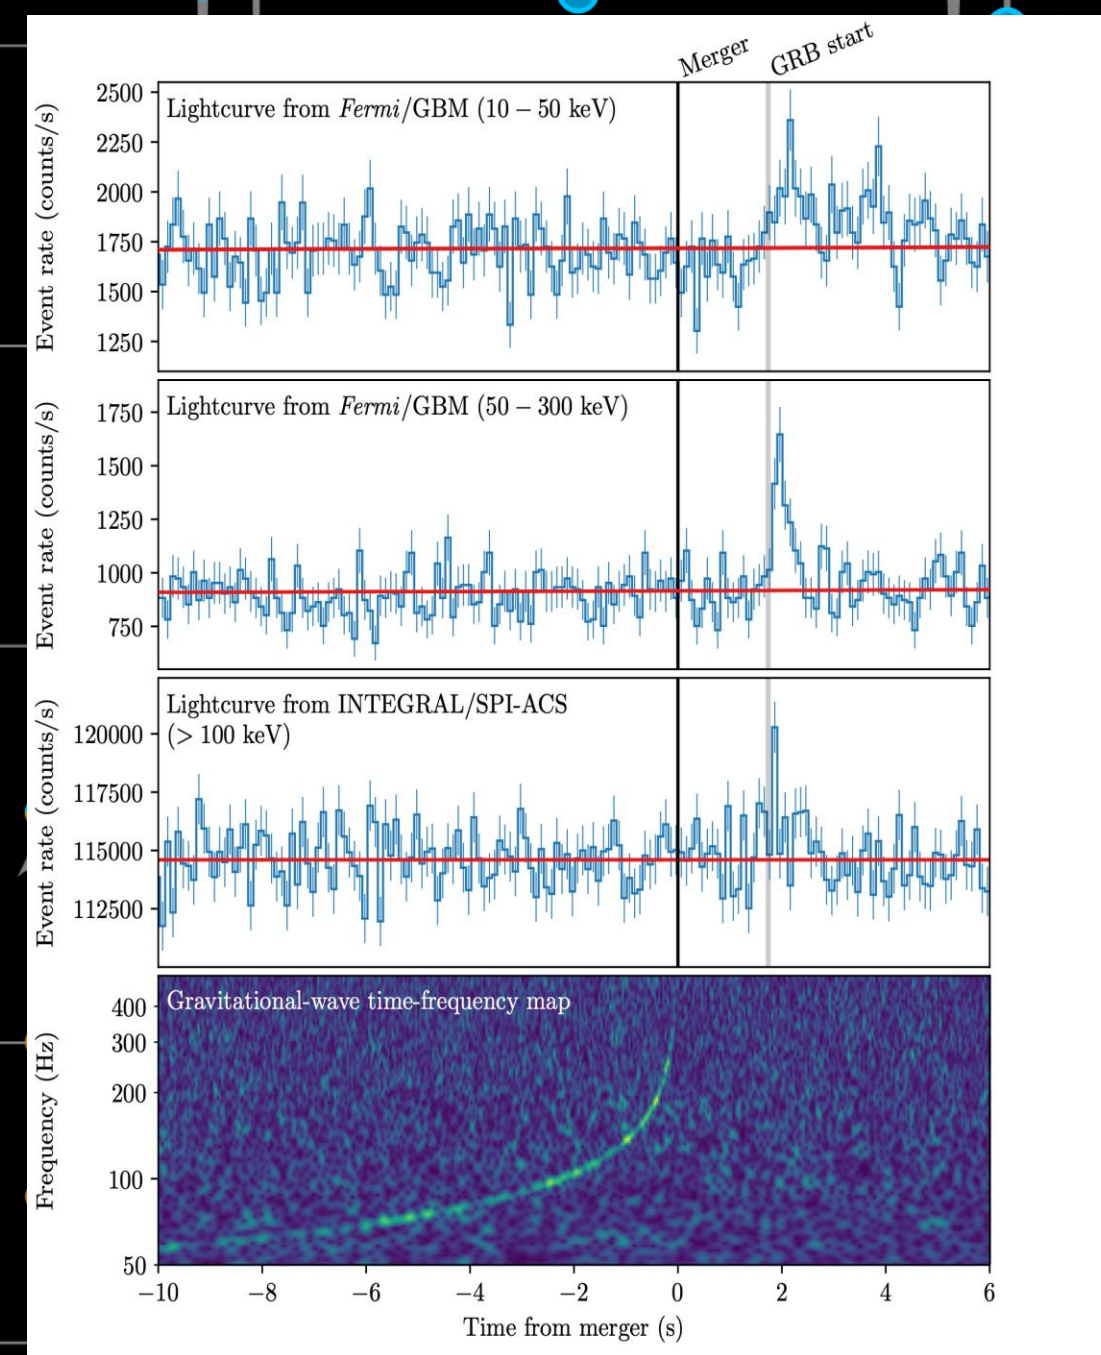 Merger
GRB start
Lightcurve from Fermi/GBM (10 – 50 keV)
Event rate (counts/s)
2500
2250
2000
1750
1500
1250
Lightcurve from Fermi/GBM (50 – 300 keV)
Event rate (counts/s)
1750
1500
1250
1000
750
Lightcurve from INTEGRAL/SPI-ACS
(> 100 keV)
Event rate (counts/s)
120000
117500
115000
112500
Gravitational-wave time-frequency map
Frequency (Hz)
400
300
200
100
50
−10 −8 −6 −4 −2 0 2 4 6
Time from merger (s)